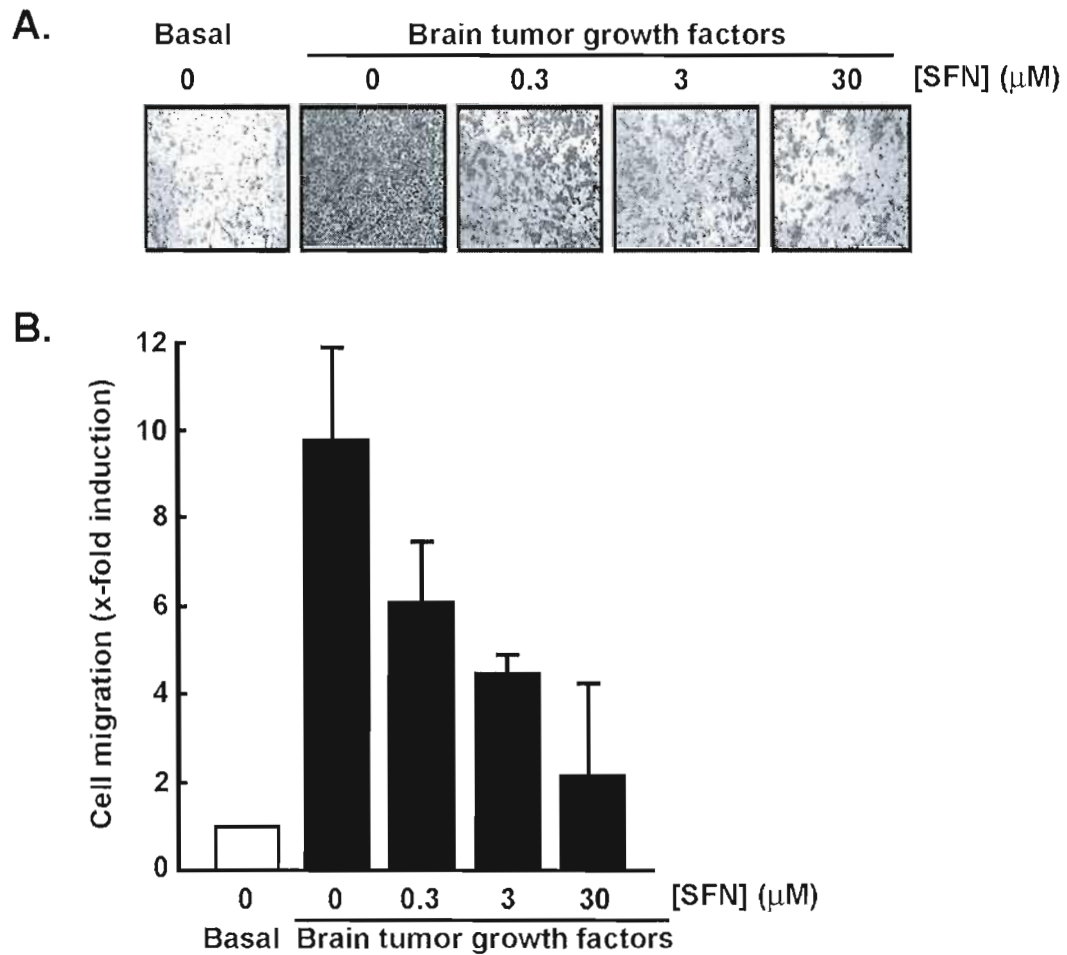 A.
Basal Brain tumor growth factors
0 0 0.3 3 30 [SFN] (μM)
B.
Cell migration (x-fold induction)
12
10
8
6
4
2
0
0 0 0.3 3 30 [SFN] (μM)
Basal Brain tumor growth factors